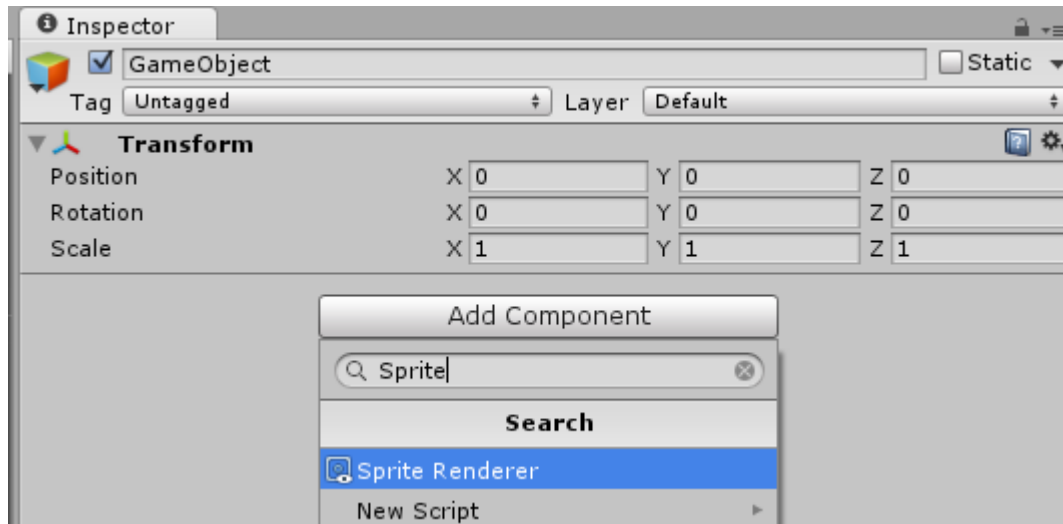 Inspector
GameObject Static
Tag Untagged Layer Default
Transform
Position X 0 Y 0 Z 0
Rotation X 0 Y 0 Z 0
Scale X 1 Y 1 Z 1
Add Component
Sprite
Search
Sprite Renderer
New Script